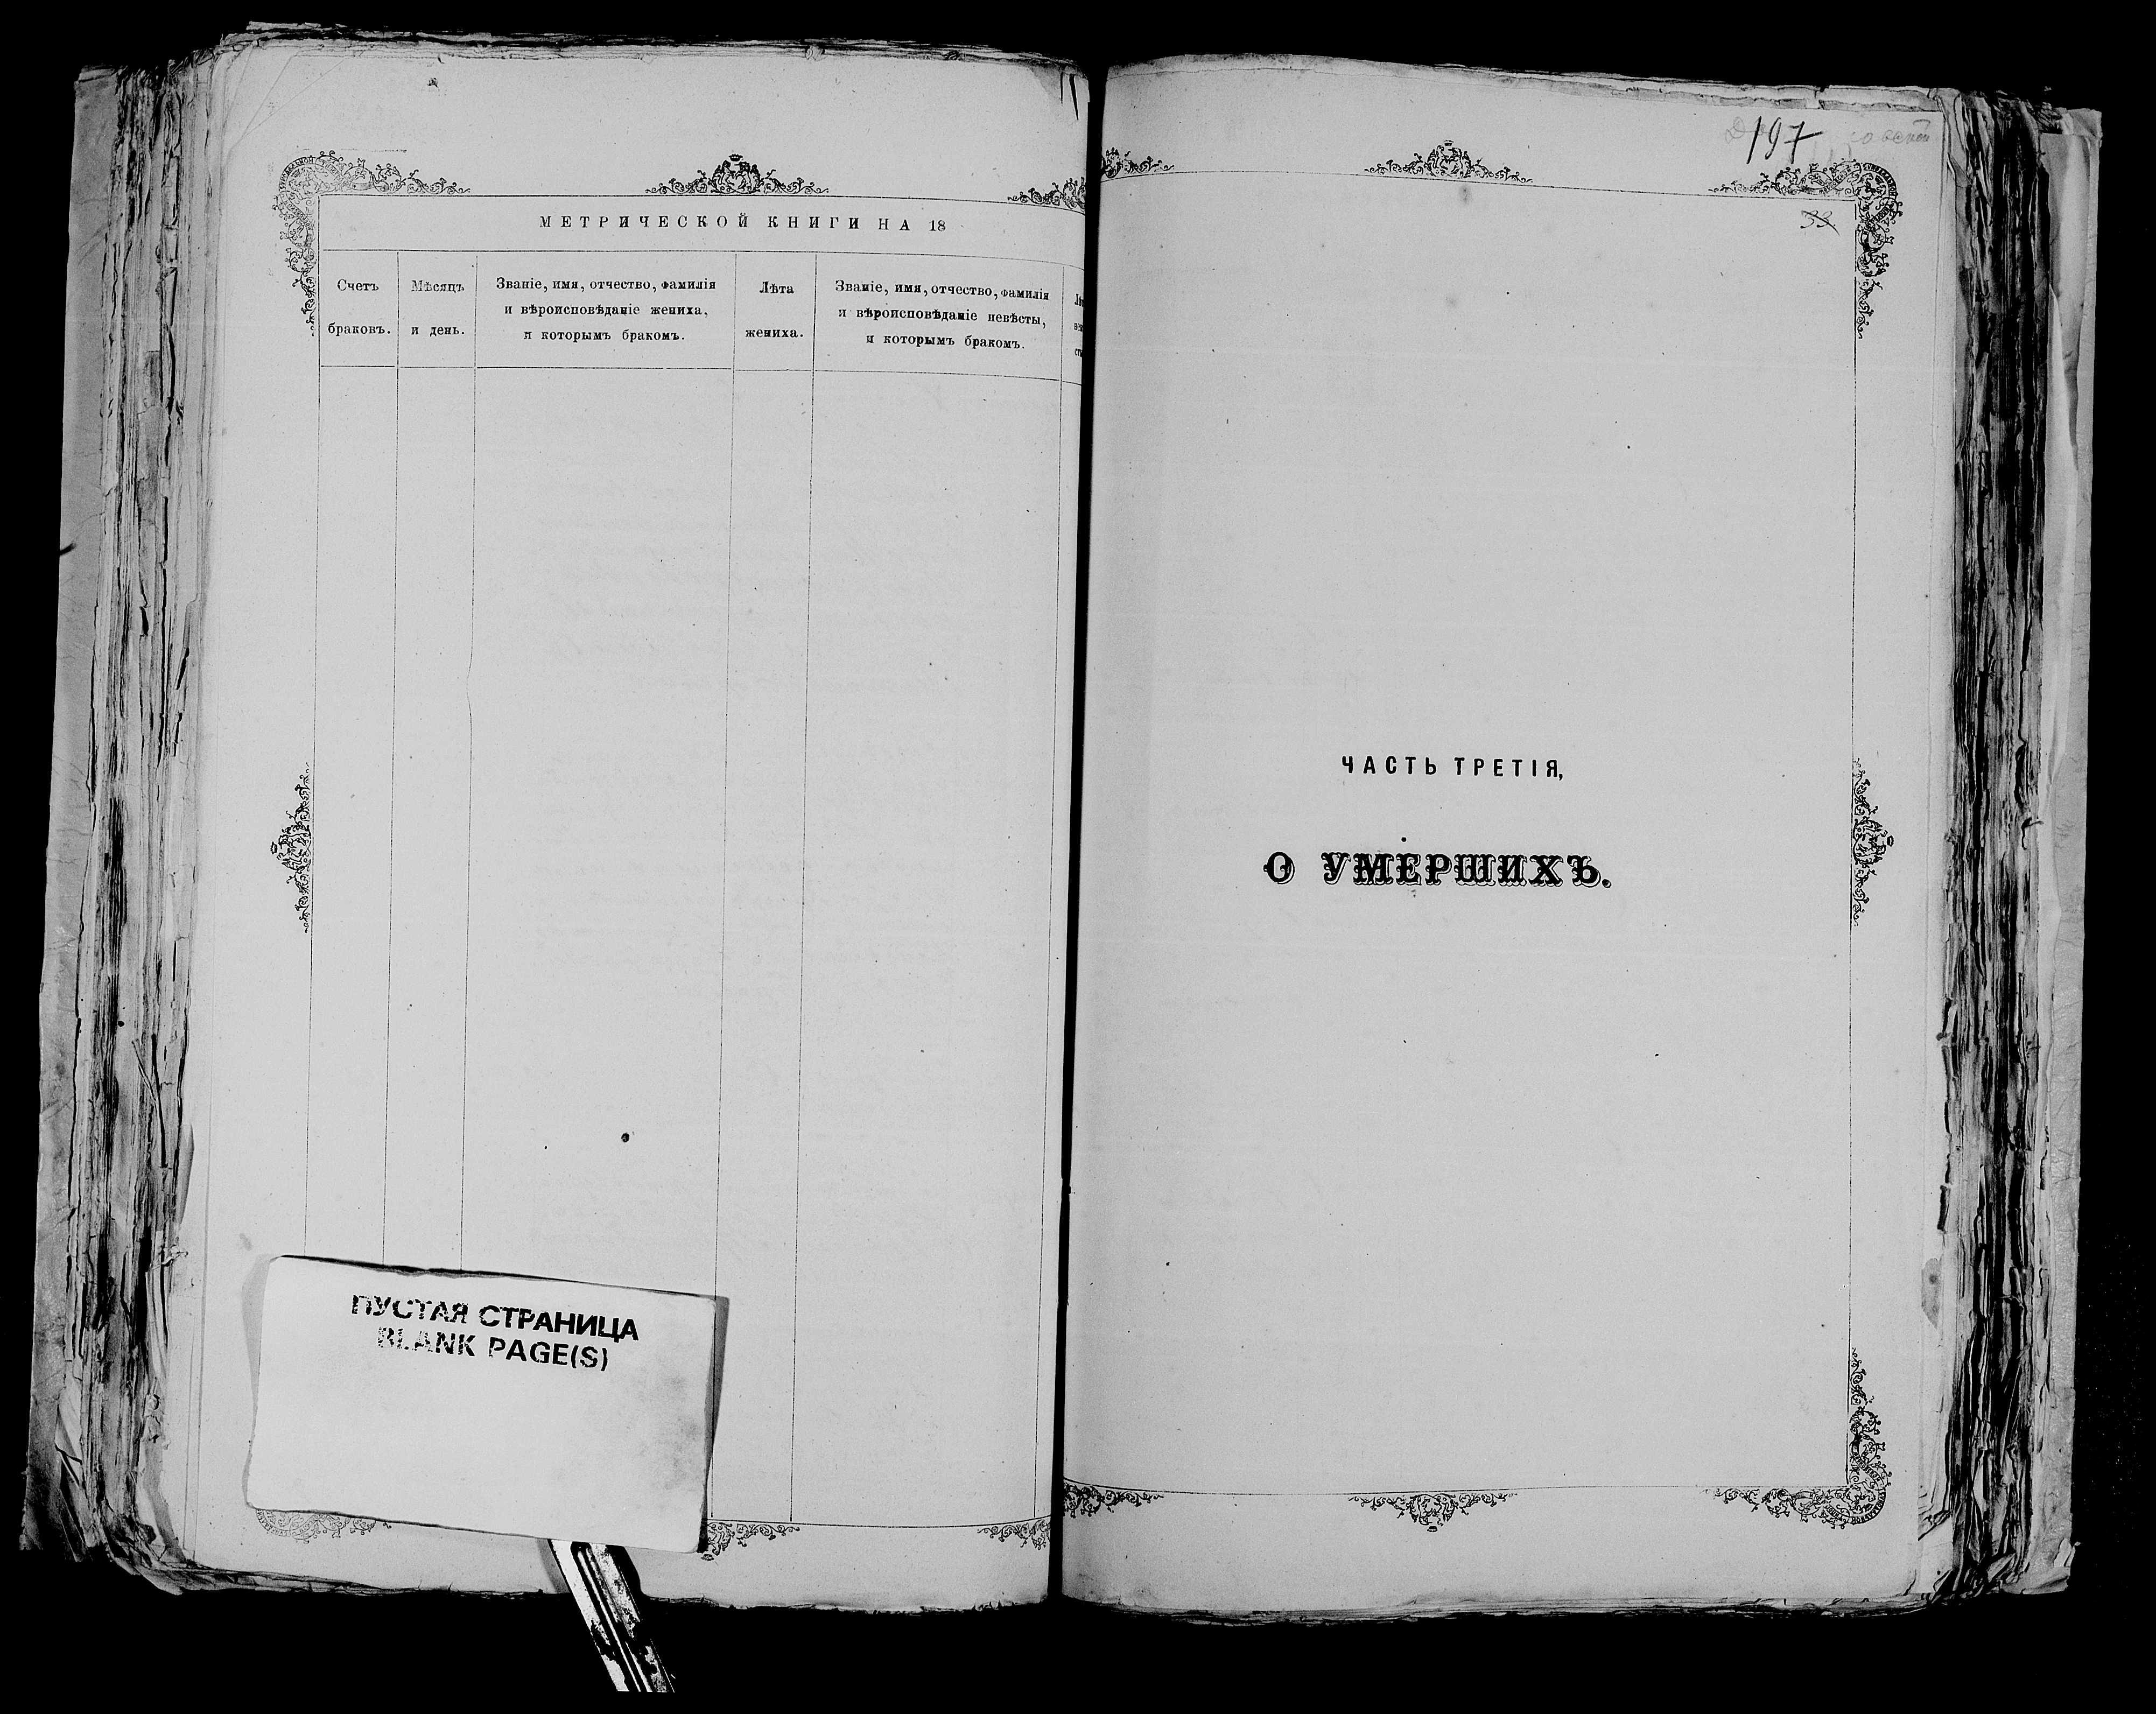 МЕТРИЧЕСКОЙ КНИГИ НА 18
Счетъ
браковъ.
Мѣсяцъ
и день.
Званіе, имя, отчество, фамилія
и вѣроисповѣданіе жениха,
и которымъ бракомъ.
Лѣта
жениха.
Званіе, имя, отчество, фамилія
и вѣроисповѣданіе невѣсты,
и которымъ бракомъ.
ПУСТАЯ СТРАНИЦА
BLANK PAGE(S)
197
33
ЧАСТЬ ТРЕТІЯ,
О УМЕРШИХЪ.